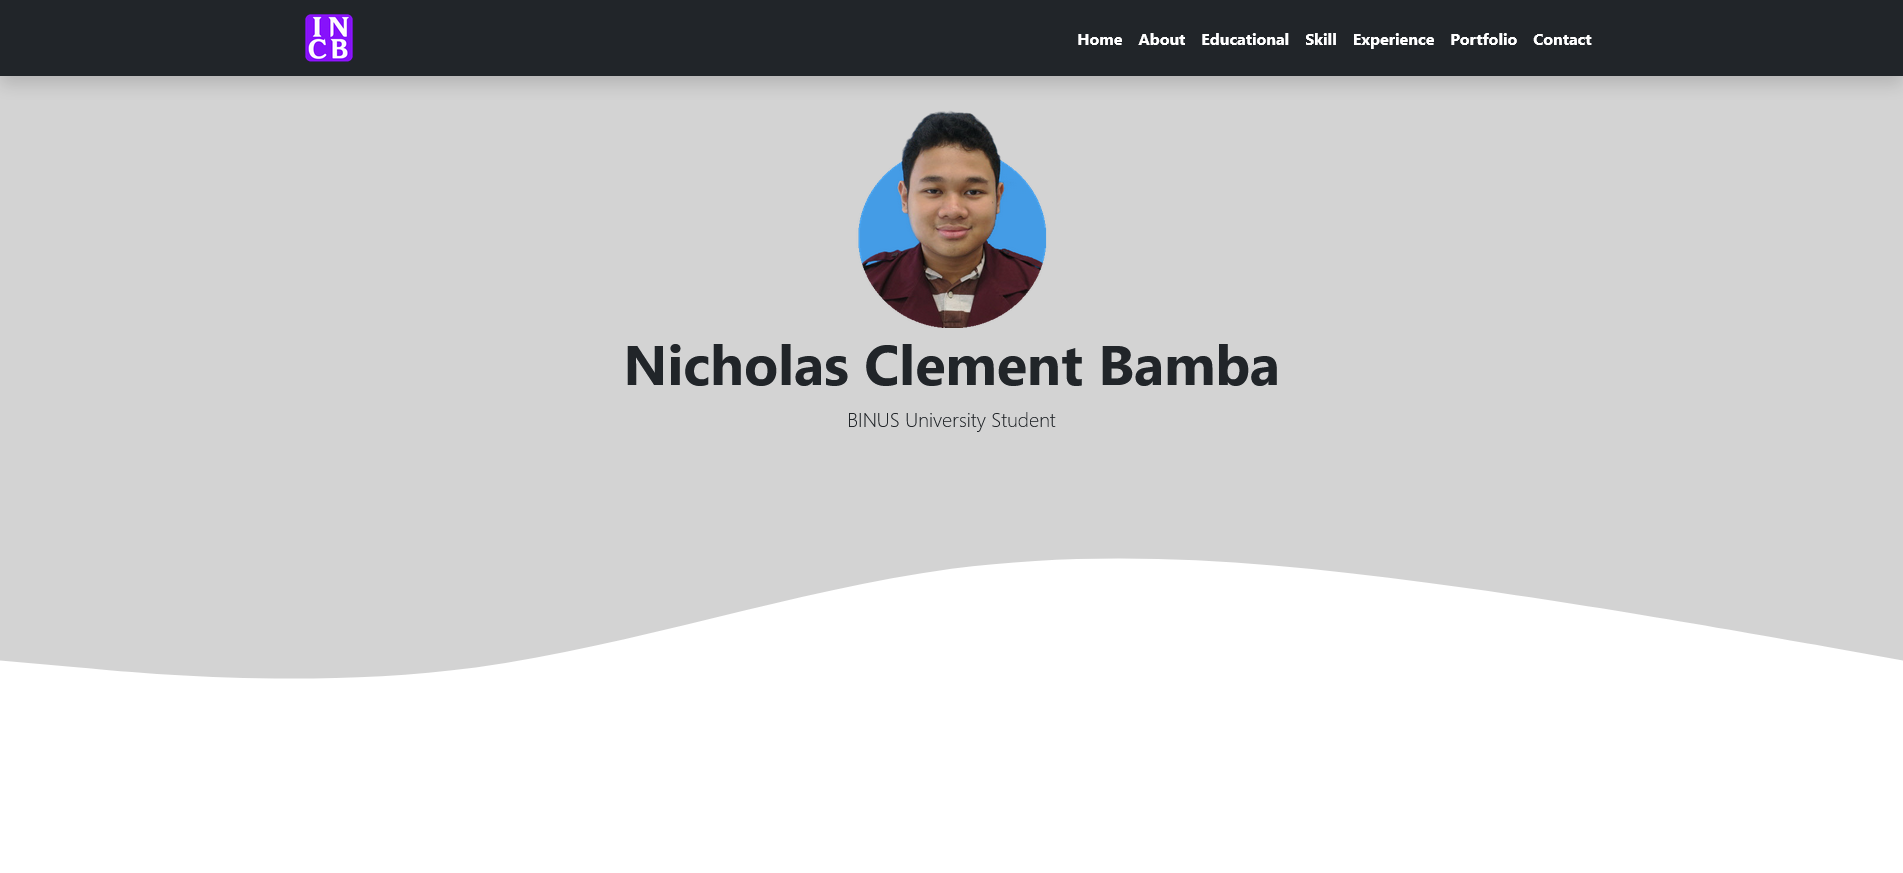 IN
CB
Home About Educational Skill Experience Portfolio Contact
Nicholas Clement Bamba
BINUS University Student